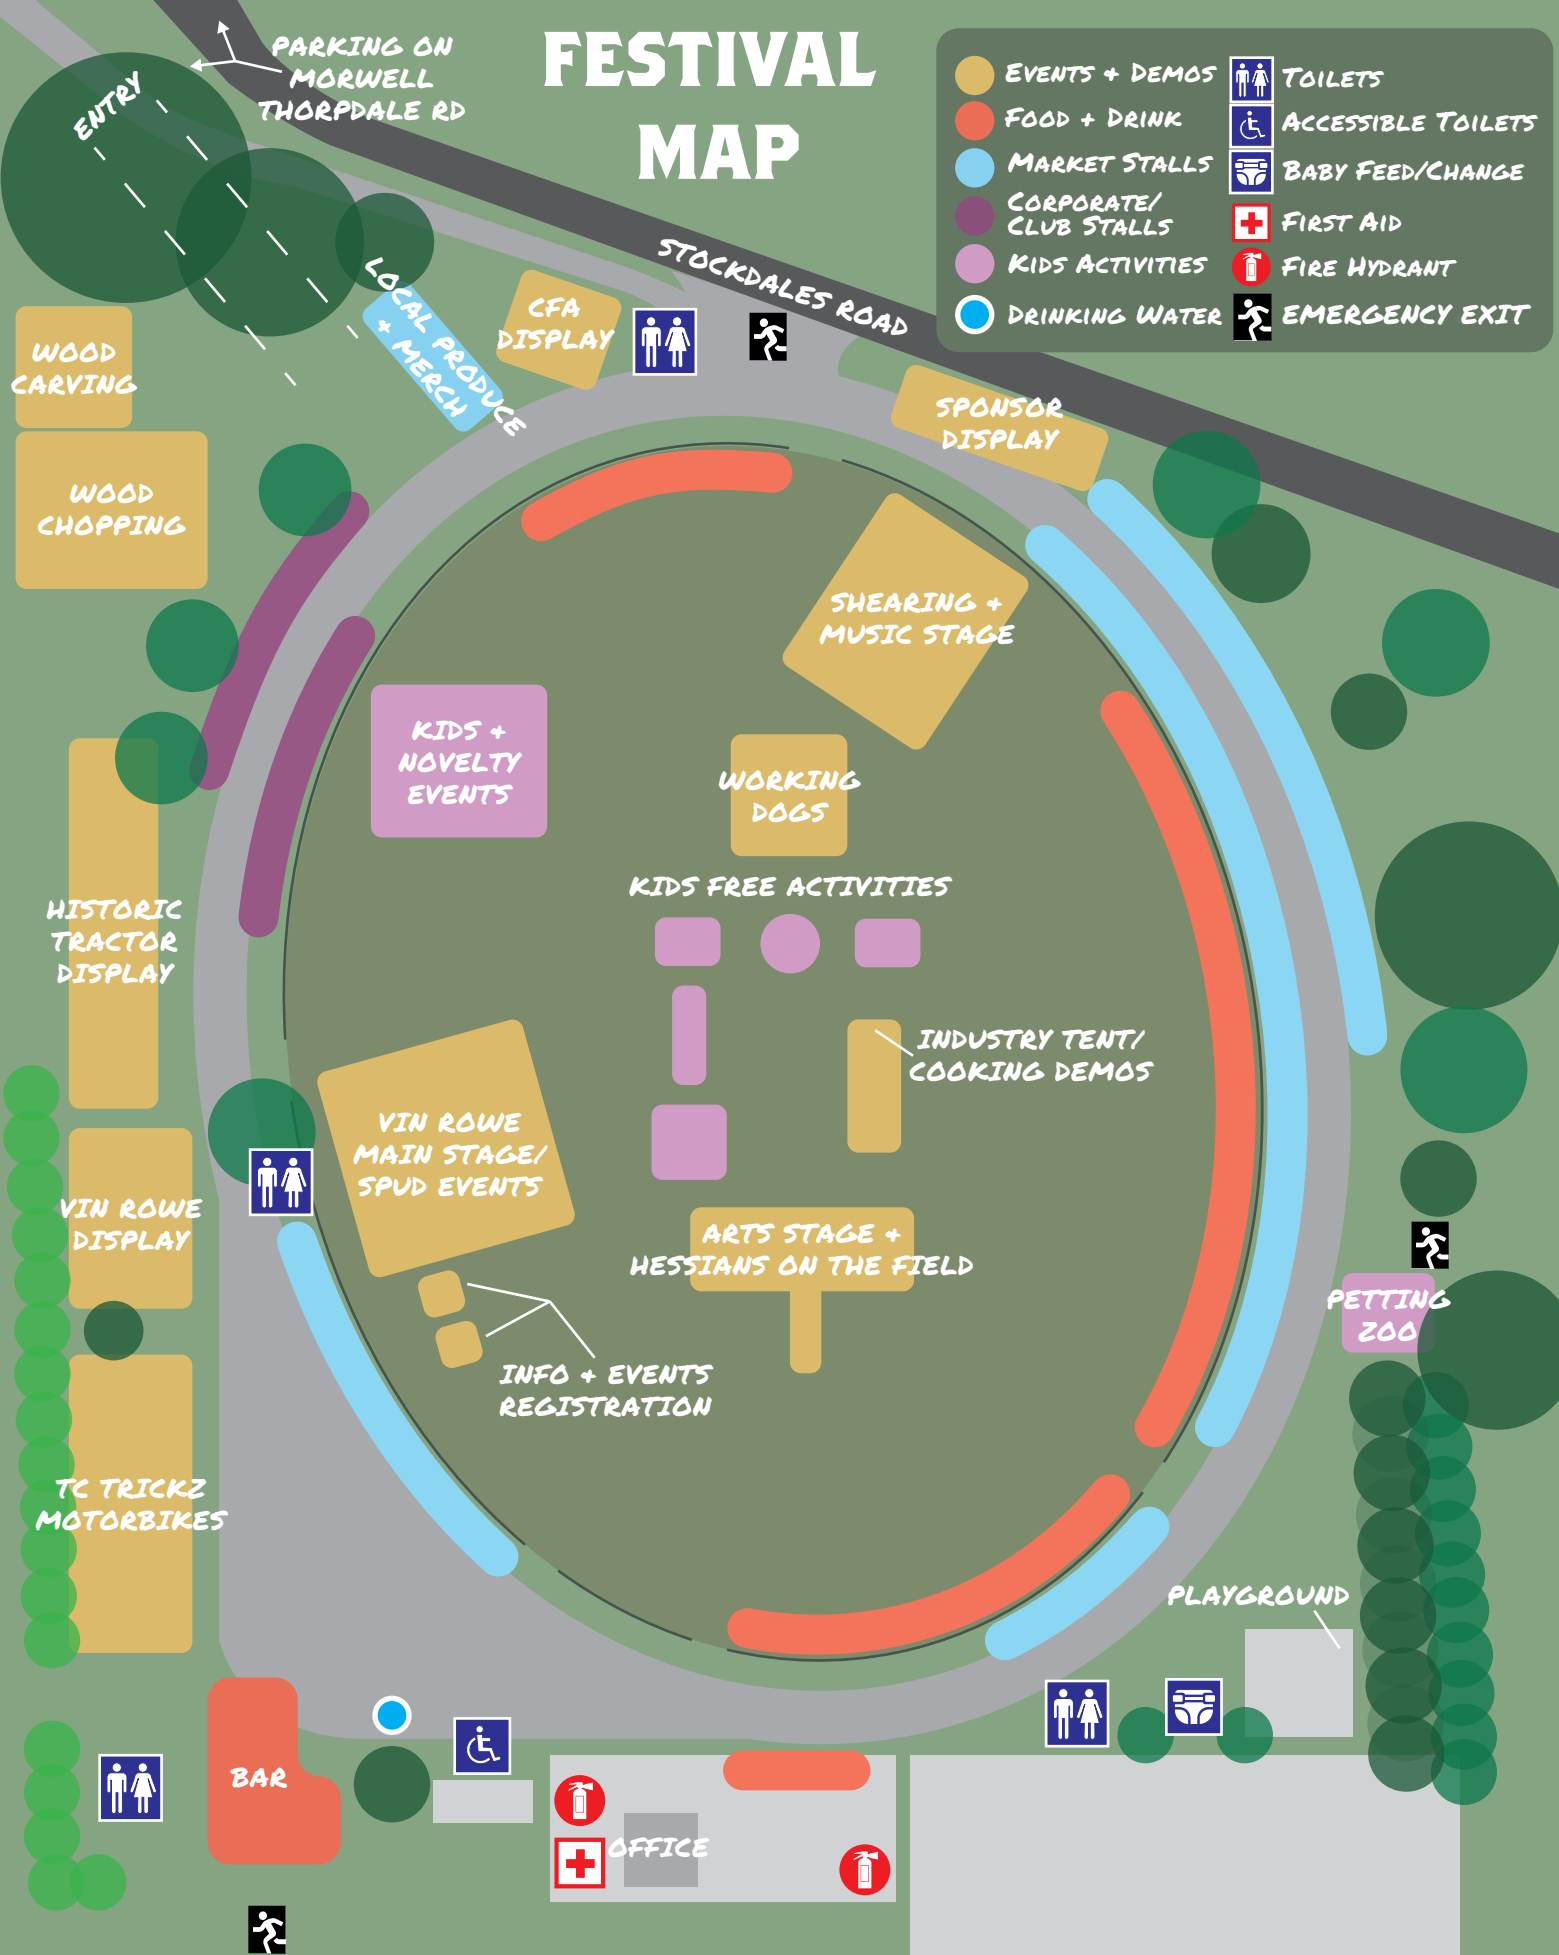 FESTIVAL
MAP
PARKING ON
MORWELL
THORPDALE RD
ENTRY
EVENTS + DEMOS
FOOD + DRINK
MARKET STALLS
CORPORATE/
CLUB STALLS
KIDS ACTIVITIES
DRINKING WATER
TOILETS
ACCESSIBLE TOILETS
BABY FEED/CHANGE
FIRST AID
FIRE HYDRANT
EMERGENCY EXIT
STOCKDALES ROAD
LOCAL PRODUCE
+ MERCH
CFA
DISPLAY
WOOD
CARVING
SPONSOR
DISPLAY
WOOD
CHOPPING
SHEARING +
MUSIC STAGE
KIDS +
NOVELTY
EVENTS
WORKING
DOGS
KIDS FREE ACTIVITIES
HISTORIC
TRACTOR
DISPLAY
INDUSTRY TENT/
COOKING DEMOS
VIN ROWE
MAIN STAGE/
SPUD EVENTS
VIN ROWE
DISPLAY
ARTS STAGE +
HESSIANS ON THE FIELD
PETTING
ZOO
INFO + EVENTS
REGISTRATION
TC TRICKZ
MOTORBIKES
PLAYGROUND
BAR
OFFICE